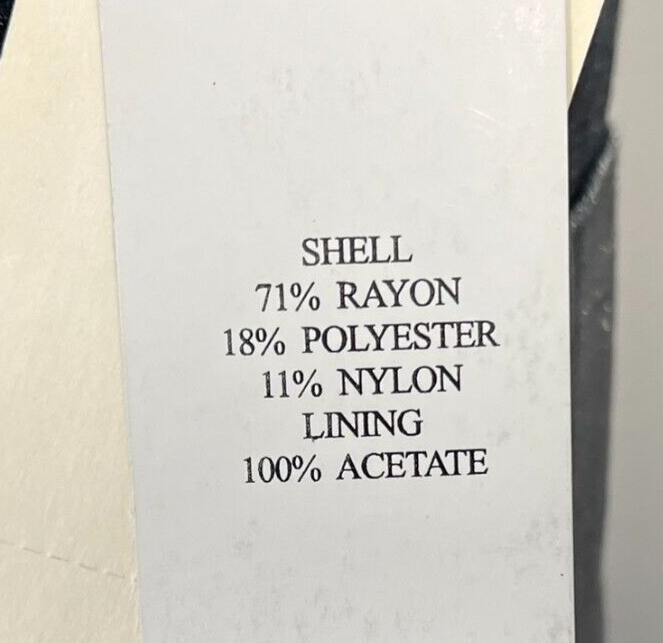 SHELL
71% RAYON
18% POLYESTER
11% NYLON
LINING
100% ACETATE